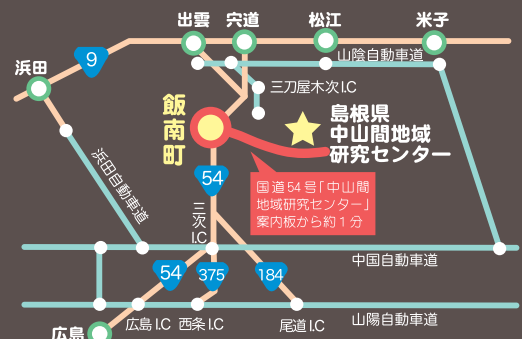 出雲
宍道
松江
米子
山陰自動車道
9
浜田
三刀屋木次I.C
飯南町
島根県
中山間地域
研究センター
浜田自動車道
54
国道54号「中山間
地域研究センター」
案内板から約1分
三次I.C
中国自動車道
54
375
184
広島I.C
西条I.C
尾道I.C
山陽自動車道
広島